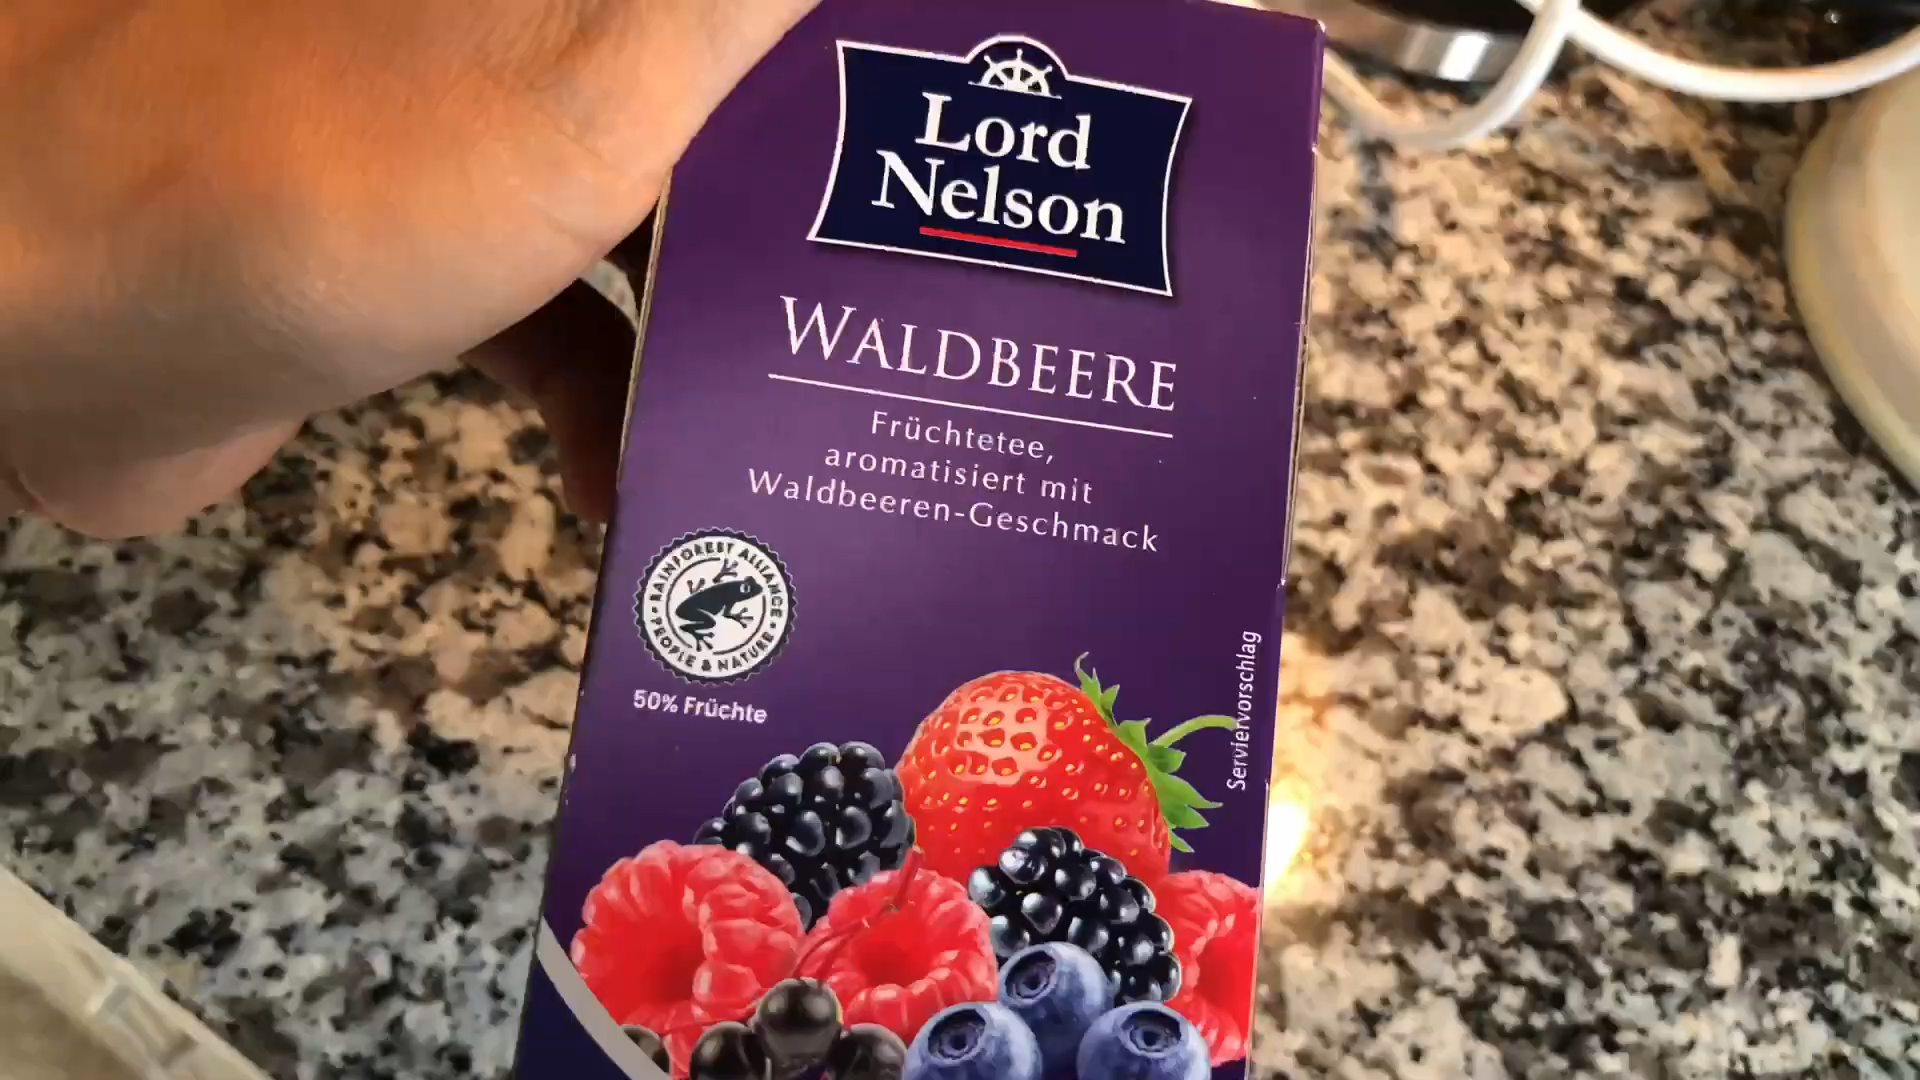 Lord
Nelson
WALDBEERE
Früchtetee,
aromatisiert mit
Waldbeeren-Geschmack
RAINFOREST ALLIANCE
PEOPLE & NATURE
50% Früchte
Serviervorschlag